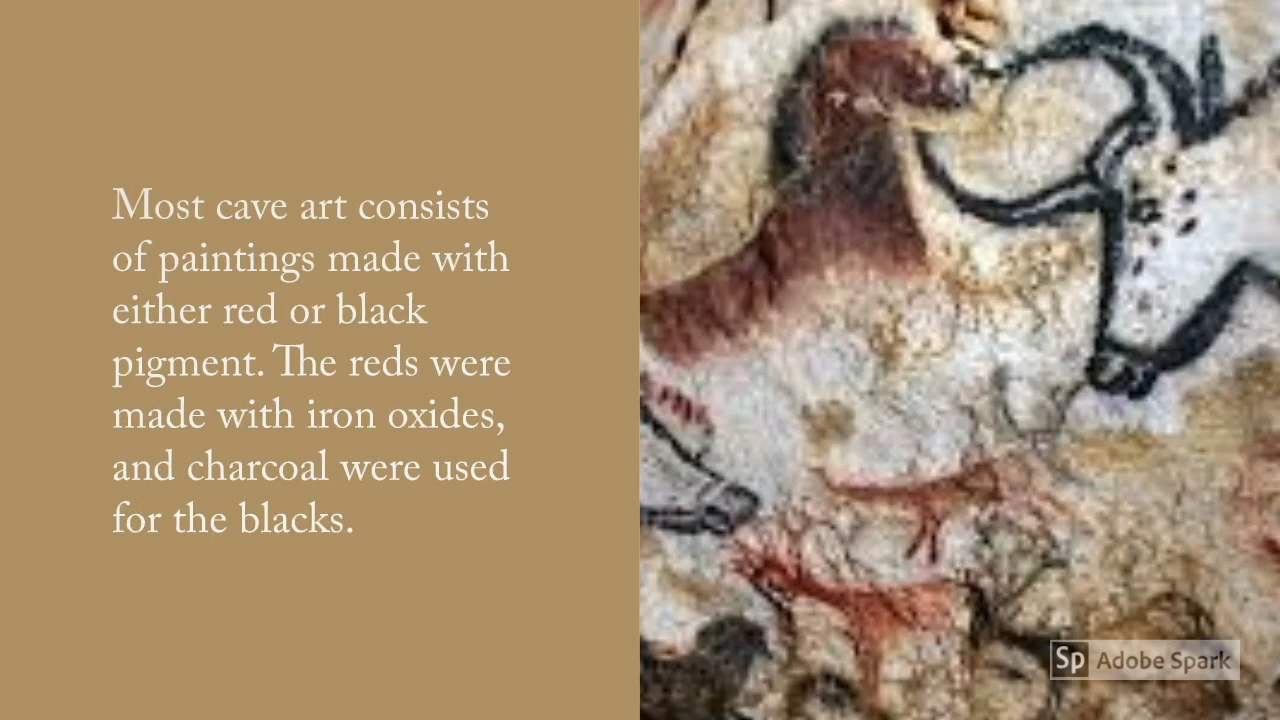 Most cave art consists
of paintings made with
either red or black
pigment. The reds were
made with iron oxides,
and charcoal were used
for the blacks.
Sp Adobe Spark